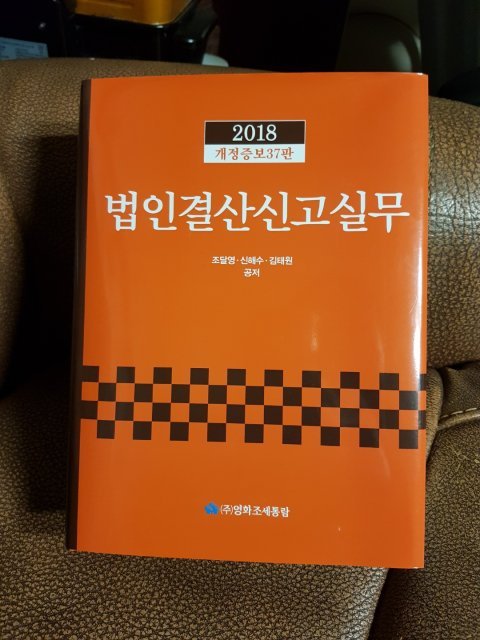 2018
개정증보37판
법인결산신고실무
조달영·신해수·김태원
공저
(주)영화조세통람